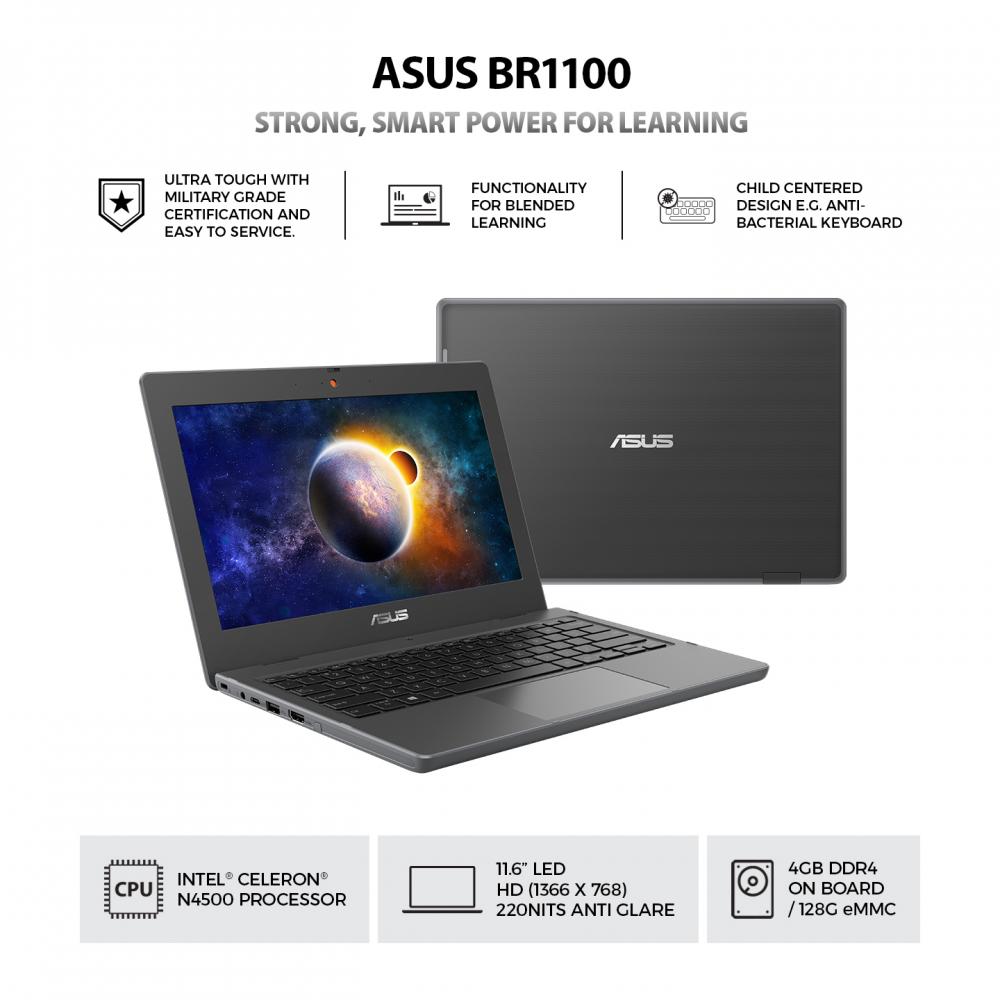 ASUS BR1100
STRONG, SMART POWER FOR LEARNING
ULTRA TOUGH WITH
MILITARY GRADE
CERTIFICATION AND
EASY TO SERVICE.
FUNCTIONALITY
FOR BLENDED
LEARNING
CHILD CENTERED
DESIGN E.G. ANTI-
BACTERIAL KEYBOARD
ASUS
ASUS
CPU
INTEL® CELERON®
N4500 PROCESSOR
11.6” LED
HD (1366 X 768)
220NITS ANTI GLARE
4GB DDR4
ON BOARD
/ 128G eMMC